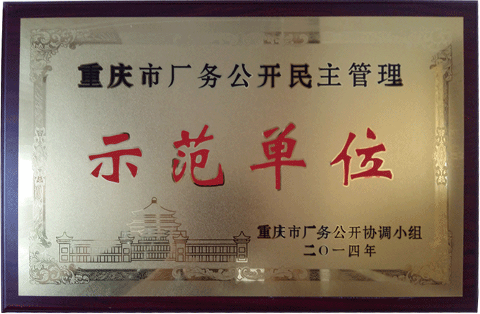 重庆市厂务公开民主管理
示范单位
重庆市厂务公开协调小组
二〇一四年